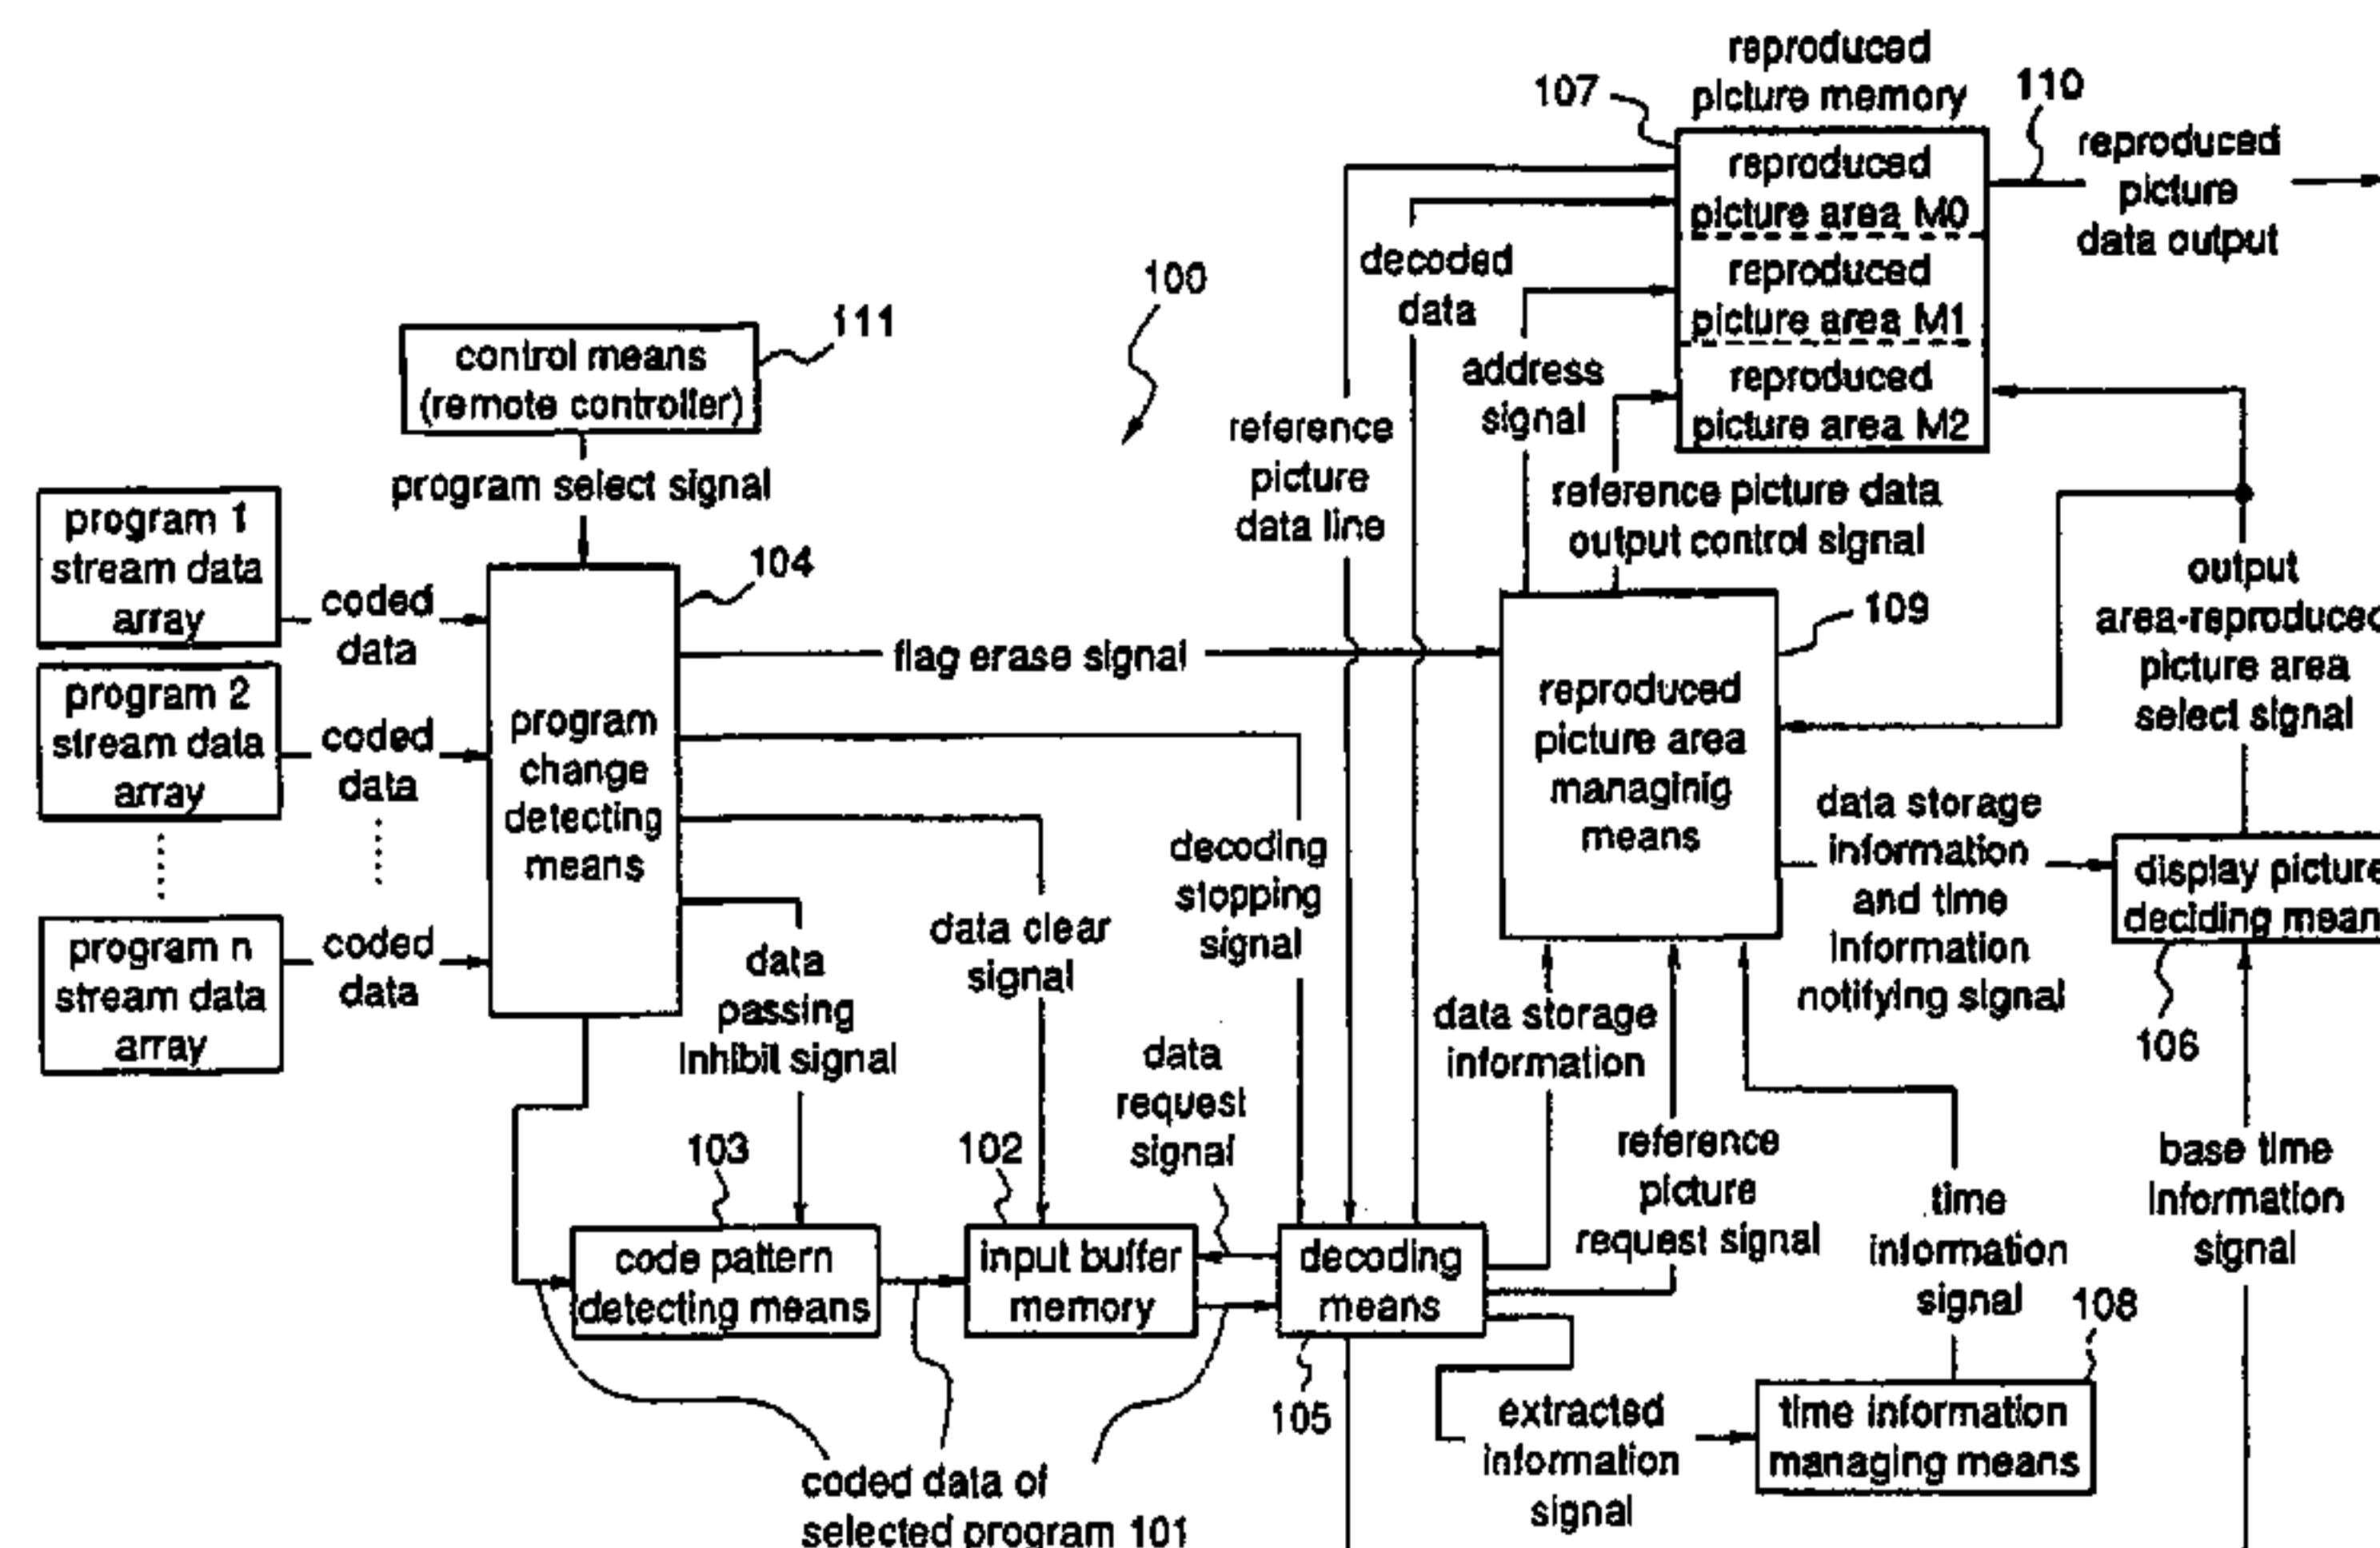 reproduced
picture memory
107
110
reproduced
picture area M0
reproduced
picture area M1
reproduced
picture area M2
reproduced
picture
data output
decoded
data
100
address
signal
111
control means
(remote controller)
program select signal
reference
picture
data line
reference picture data
output control signal
output
area-reproduced
picture area
select signal
program 1
stream data
array
coded
data
program 2
stream data
array
coded
data
program n
stream data
array
coded
data
104
program
change
detecting
means
flag erase signal
109
reproduced
picture area
managinig
means
data storage
information
and time
information
notifying signal
display picture
deciding mean
106
decoding
stopping
signal
data clear
signal
data
passing
inhibit signal
data
request
signal
data storage
information
reference
picture
request signal
time
information
signal
base time
information
signal
103
code pattern
detecting means
102
input buffer
memory
decoding
means
105
108
time information
managing means
extracted
information
signal
coded data of
selected program 101